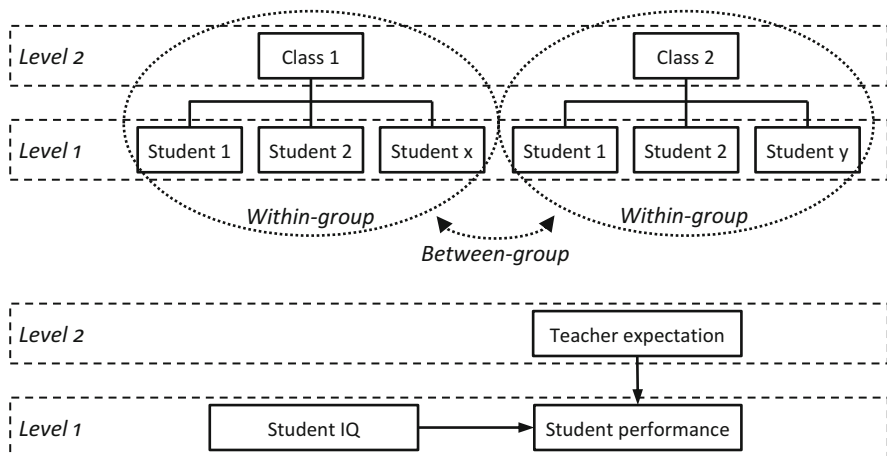 Level 2
Class 1
Class 2
Level 1
Student 1
Student 2
Student x
Student 1
Student 2
Student y
Within-group
Within-group
Between-group
Level 2
Teacher expectation
Level 1
Student IQ
Student performance